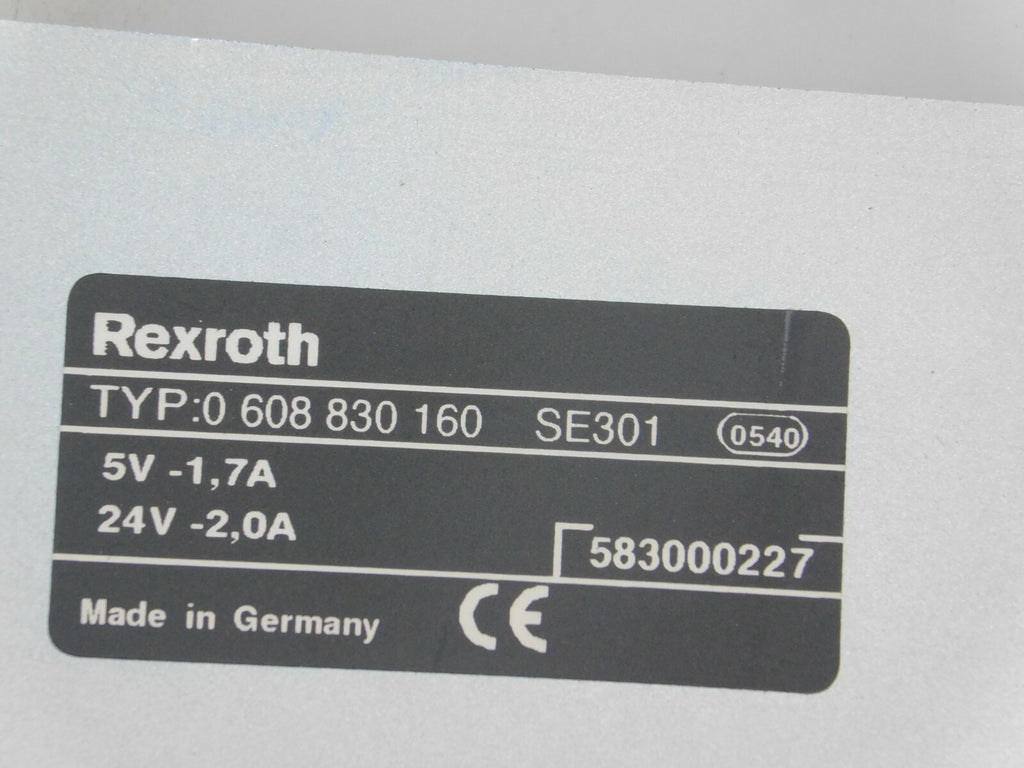 Rexroth
TYP:0 608 830 160 SE301 0540
5V -1,7A
24V -2,0A
583000227
Made in Germany CE